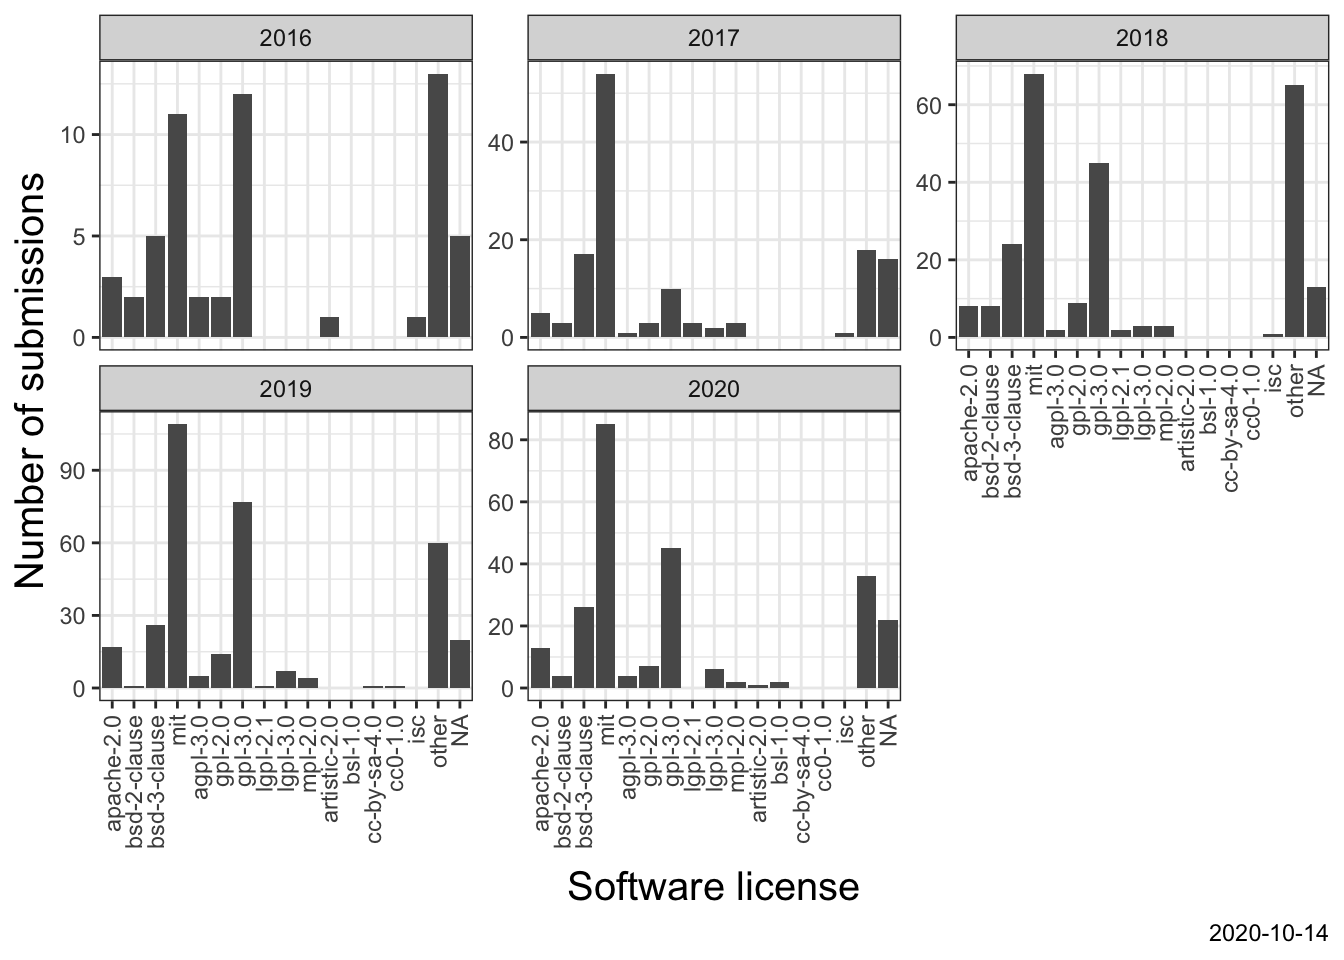 2016
2017
2018
10
5
0
40
20
0
60
40
20
0
apache-2.0
bsd-2-clause
bsd-3-clause
mit
agpl-3.0
gpl-2.0
gpl-3.0
lgpl-2.1
lgpl-3.0
mpl-2.0
artistic-2.0
bsl-1.0
cc-by-sa-4.0
cc0-1.0
isc
other
NA
Number of submissions
2019
2020
90
60
30
0
80
60
40
20
0
apache-2.0
bsd-2-clause
bsd-3-clause
mit
agpl-3.0
gpl-2.0
gpl-3.0
lgpl-2.1
lgpl-3.0
mpl-2.0
artistic-2.0
bsl-1.0
cc-by-sa-4.0
cc0-1.0
isc
other
NA
apache-2.0
bsd-2-clause
bsd-3-clause
mit
agpl-3.0
gpl-2.0
gpl-3.0
lgpl-2.1
lgpl-3.0
mpl-2.0
artistic-2.0
bsl-1.0
cc-by-sa-4.0
cc0-1.0
isc
other
NA
Software license
2020-10-14